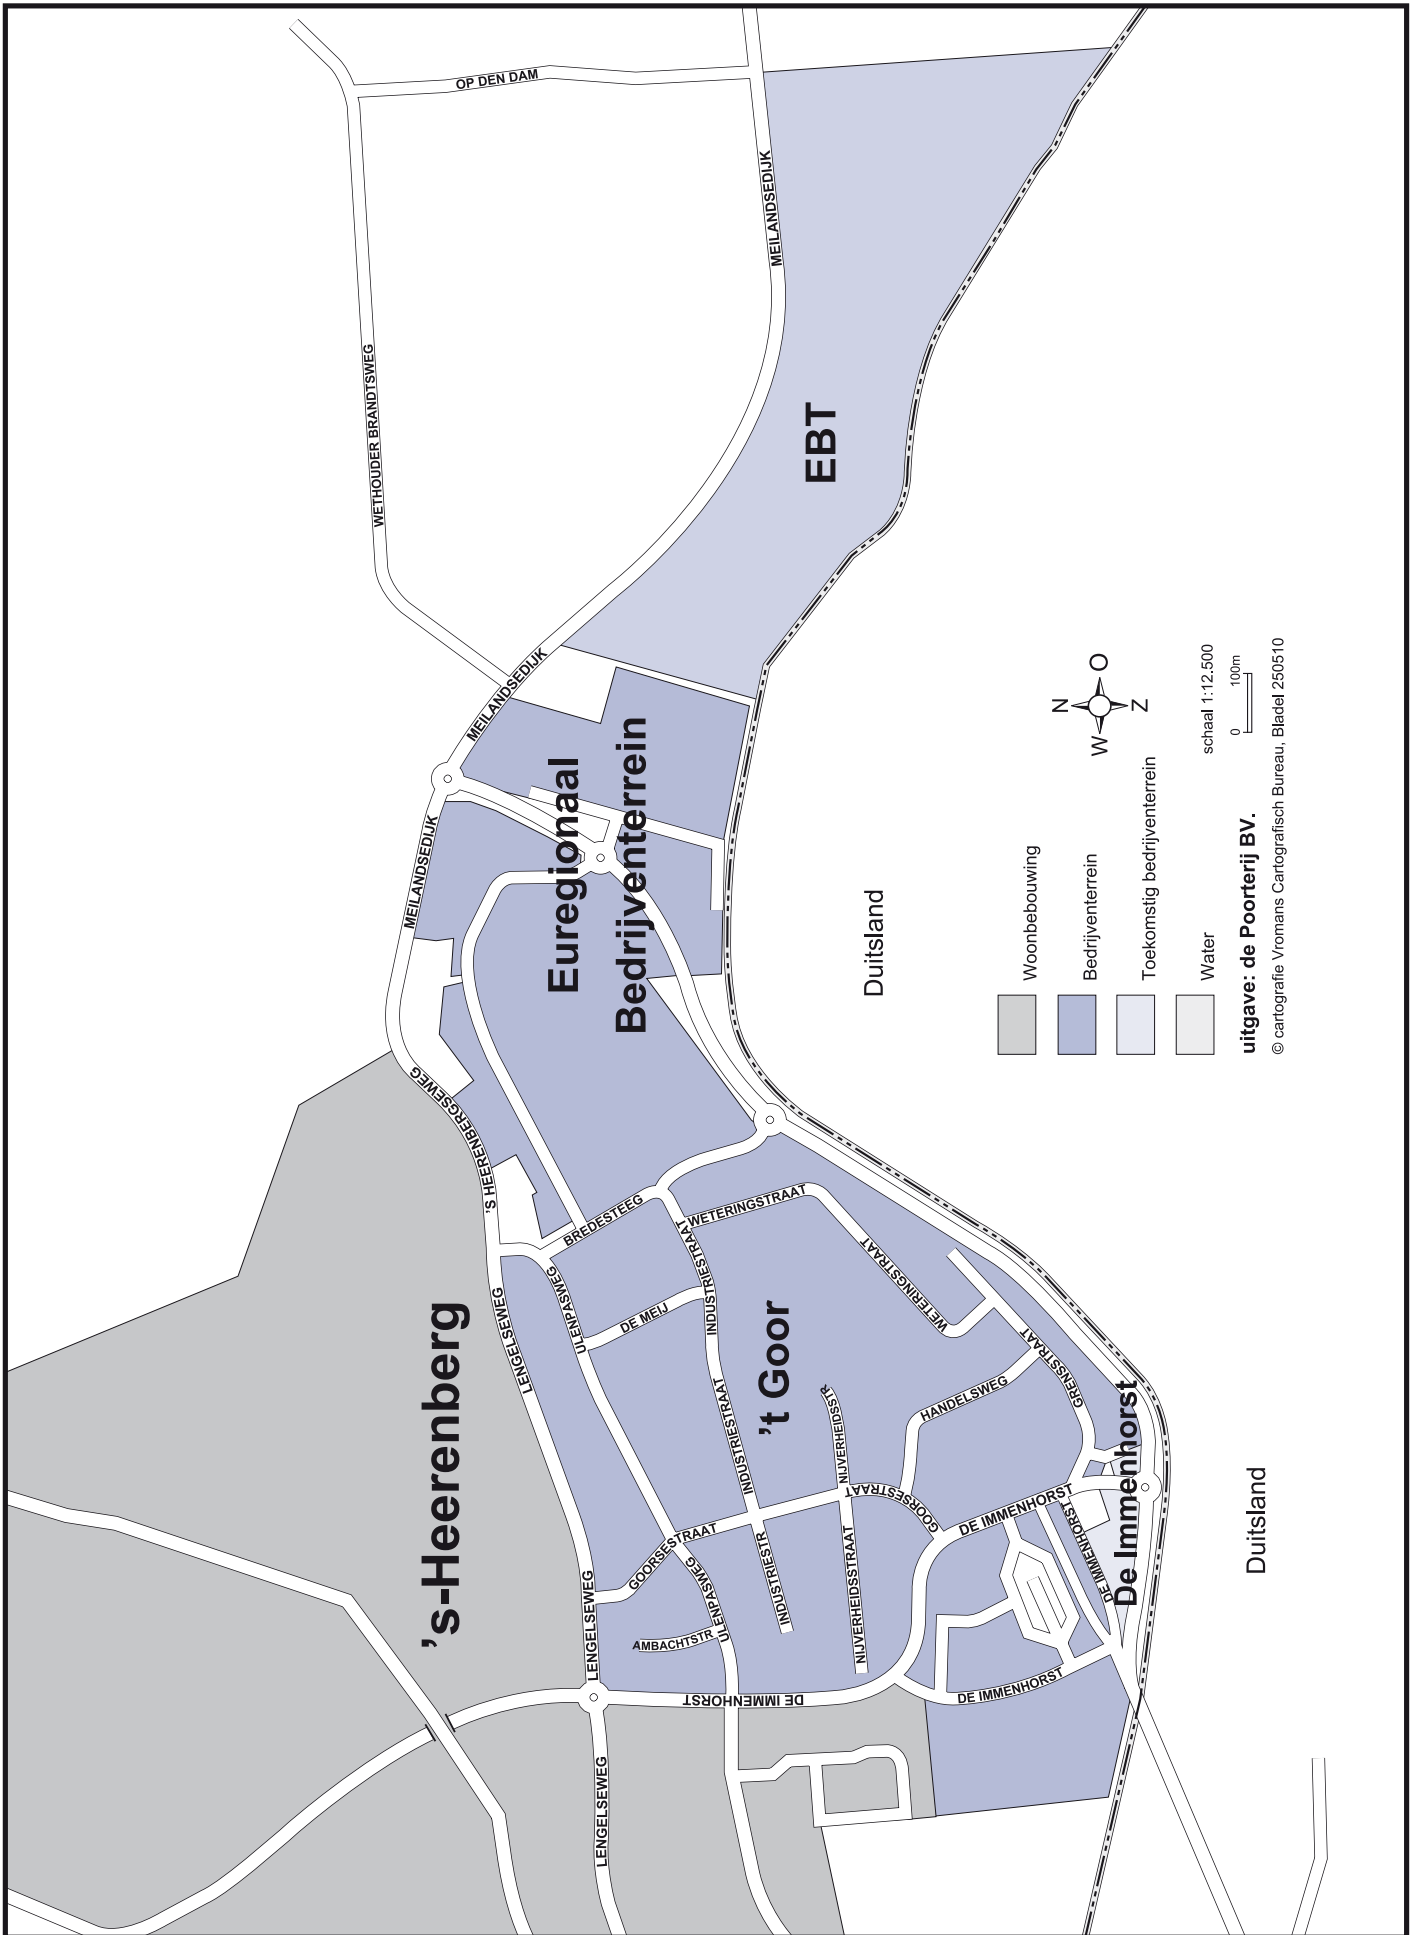 OP DEN DAM
MEILANDSEDIJK
WETHOUDER BRANDTSWEG
EBT
MEILANDSEDIJK
MEILANDSEDIJK
Euregionaal
Bedrijventerrein
'S HEERENBERGSEWEG
BREDESTEEG
WETERINGSTRAAT
WETERINGSTRAAT
WETERINGSTRAAT
INDUSTRIESTRAAT
INDUSTRIESTRAAT
INDUSTRIESTR
ULENPASWEG
ULENPASWEG
DE MEIJ
LENGELSEWEG
LENGELSEWEG
LENGELSEWEG
's-Heerenberg
't Goor
NIJVERHEIDSSTR
NIJVERHEIDSSTRAAT
HANDELSWEG
GRENSSTRAAT
GOORSESTRAAT
GOORSESTRAAT
AMBACHTSTR
DE IMMENHORST
DE IMMENHORST
DE IMMENHORST
DE IMMENHORST
De Immenhorst
Duitsland
Duitsland
N
W
O
Z
schaal 1:12.500
0 100m
Woonbebouwing
Bedrijventerrein
Toekomstig bedrijventerrein
Water
uitgave: de Poorterij BV.
© cartografie Vromans Cartografisch Bureau, Bladel 250510